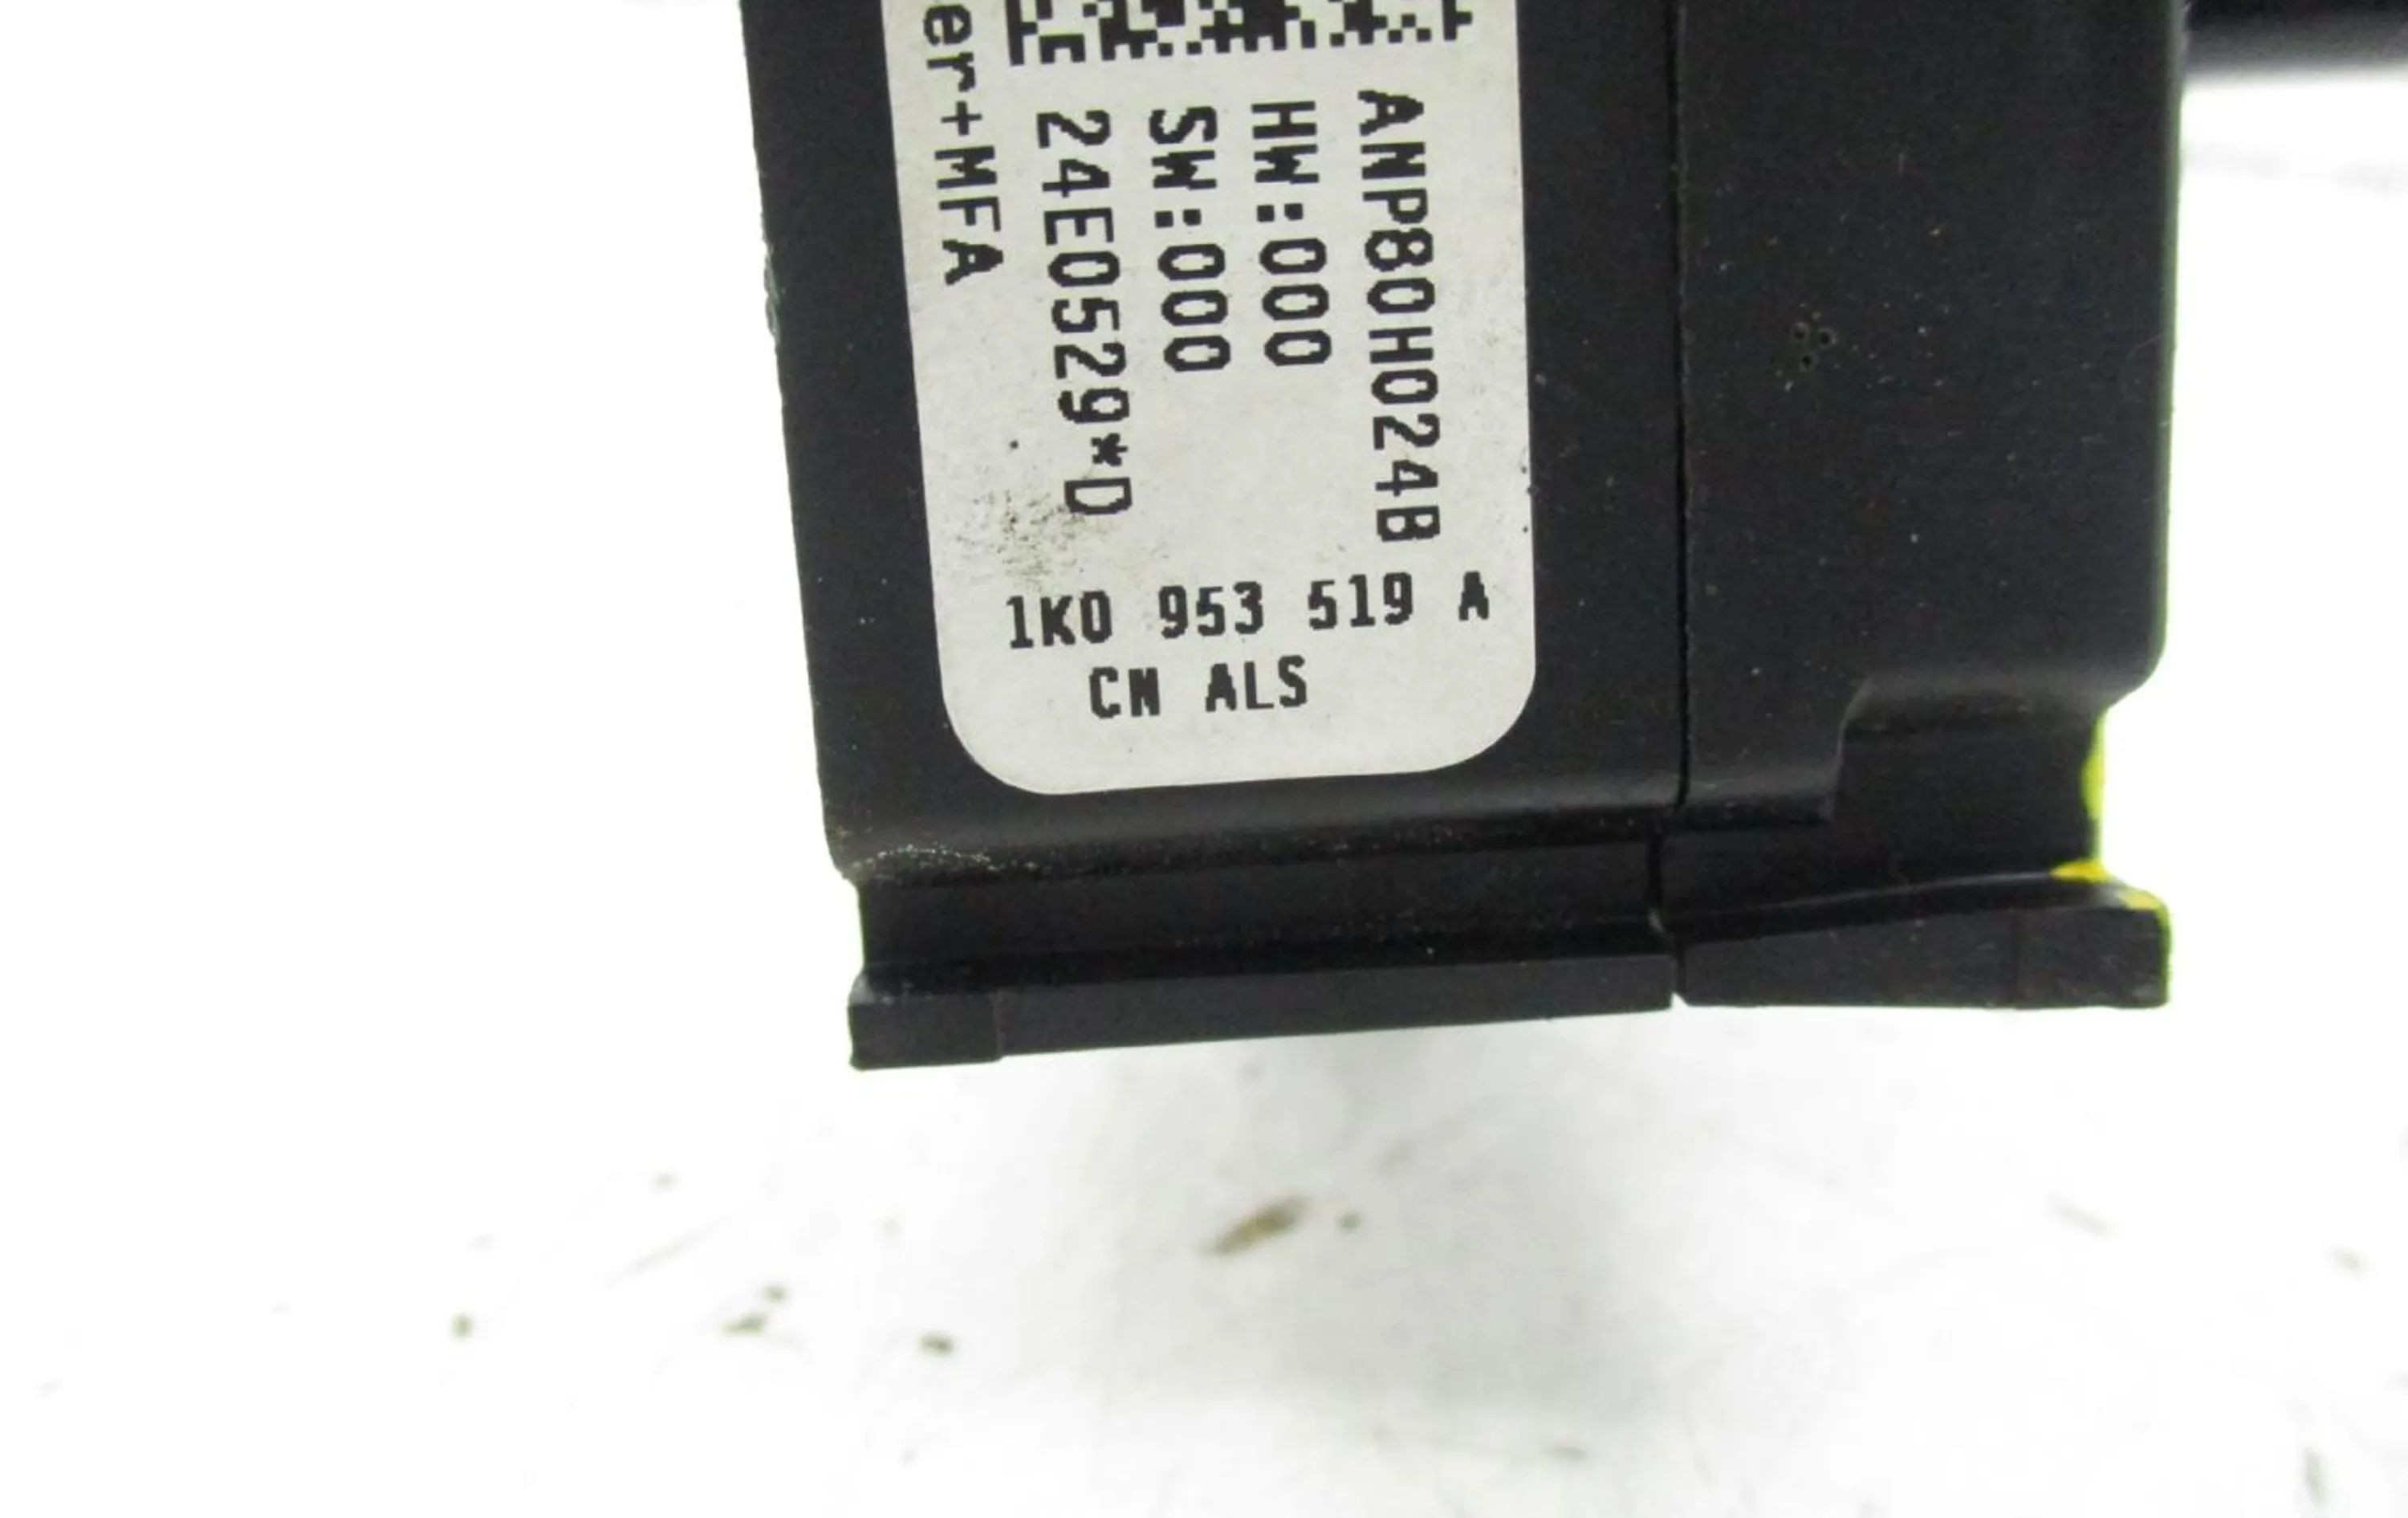 ANP80H024B
HW:000
SW:000
24E0529*D
er+MFA
1K0 953 519 A
CN ALS